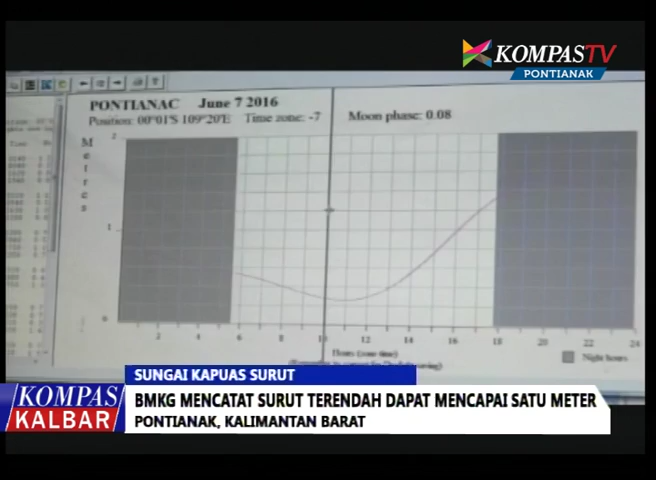 KOMPASTV
PONTIANAK
PONTIANAC June 7 2016
Position: 00°01'S 109°20'E Time zone: -7 Moon phase: 0.08
Metres
2
1
0
2 4 6 8 10 12 14 16 18 20 22 24
Hours (zone time)
Night hours
SUNGAI KAPUAS SURUT
KOMPAS KALBAR
BMKG MENCATAT SURUT TERENDAH DAPAT MENCAPAI SATU METER
PONTIANAK, KALIMANTAN BARAT